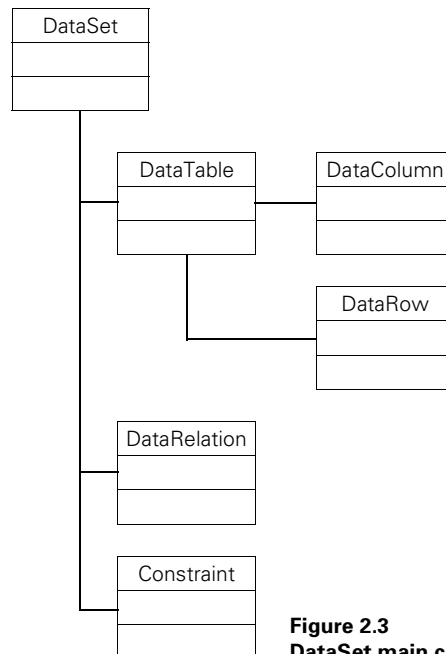 DataSet
DataTable
DataColumn
DataRow
DataRelation
Constraint
Figure 2.3
DataSet main